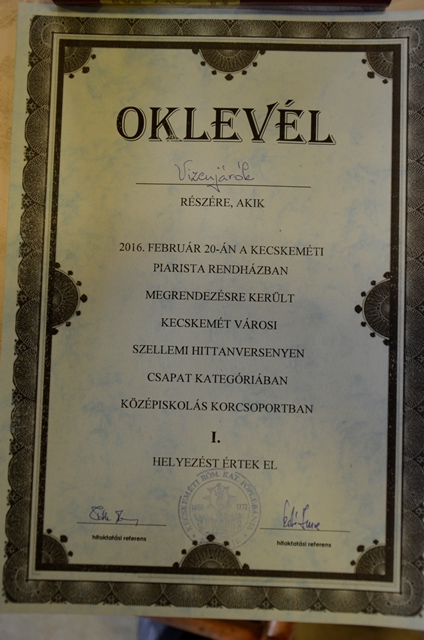 OKLEVÉL
Vizenjárók
RÉSZÉRE, AKIK
2016. FEBRUÁR 20-ÁN A KECSKEMÉTI
PIARISTA RENDHÁZBAN
MEGRENDEZÉSRE KERÜLT
KECSKEMÉT VÁROSI
SZELLEMI HITTANVERSENYEN
CSAPAT KATEGÓRIÁBAN
KÖZÉPISKOLÁS KORCSOPORTBAN
I.
HELYEZÉST ÉRTEK EL
hitoktatási referens
hitoktatási referens